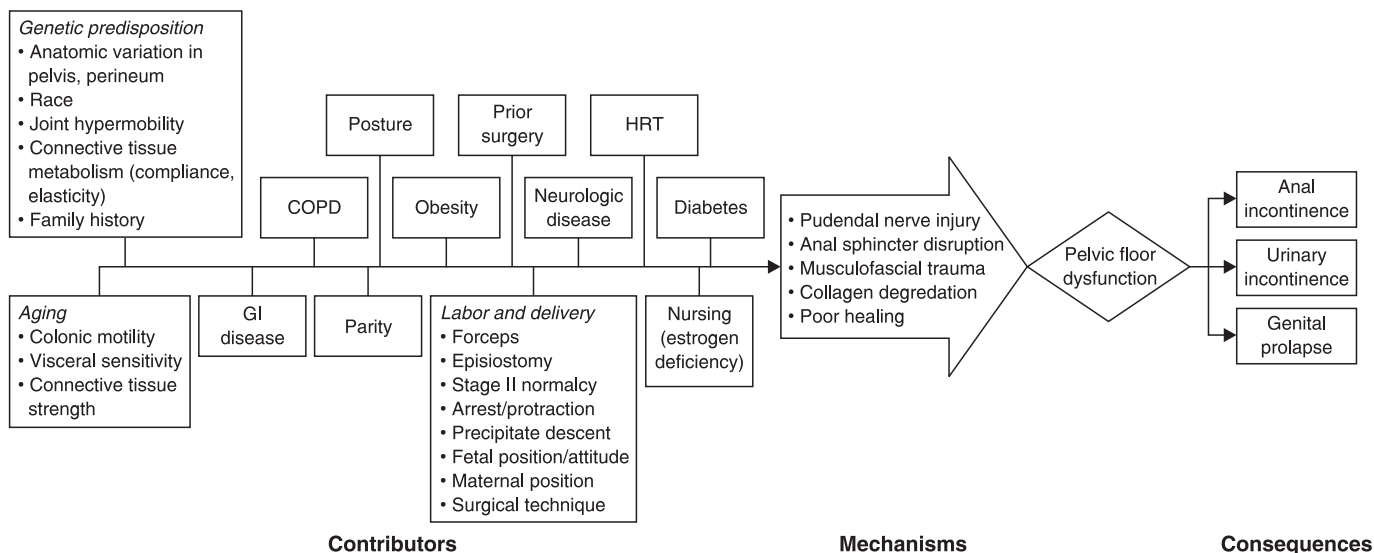 Genetic predisposition
• Anatomic variation in
pelvis, perineum
• Race
• Joint hypermobility
• Connective tissue
metabolism (compliance,
elasticity)
• Family history
Posture
Prior
surgery
HRT
COPD
Obesity
Neurologic
disease
Diabetes
Aging
• Colonic motility
• Visceral sensitivity
• Connective tissue
strength
GI
disease
Parity
Labor and delivery
• Forceps
• Episiostomy
• Stage II normalcy
• Arrest/protraction
• Precipitate descent
• Fetal position/attitude
• Maternal position
• Surgical technique
Nursing
(estrogen
deficiency)
• Pudendal nerve injury
• Anal sphincter disruption
• Musculofascial trauma
• Collagen degredation
• Poor healing
Pelvic floor
dysfunction
Anal
incontinence
Urinary
incontinence
Genital
prolapse
Contributors
Mechanisms
Consequences